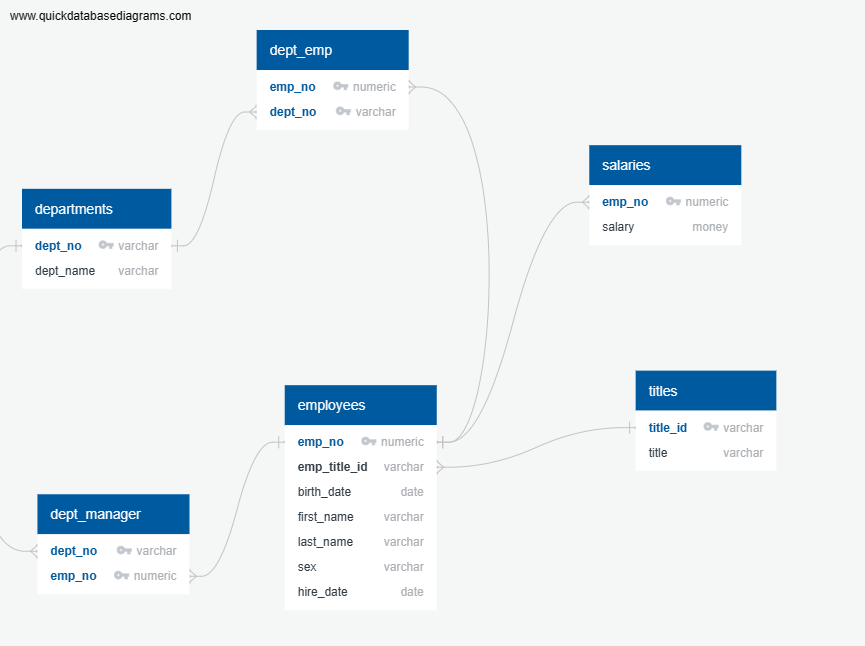 www.quickdatabasediagrams.com
dept_emp
emp_no numeric
dept_no varchar
salaries
emp_no numeric
salary money
departments
dept_no varchar
dept_name varchar
employees
emp_no numeric
emp_title_id varchar
birth_date date
first_name varchar
last_name varchar
sex varchar
hire_date date
titles
title_id varchar
title varchar
dept_manager
dept_no varchar
emp_no numeric